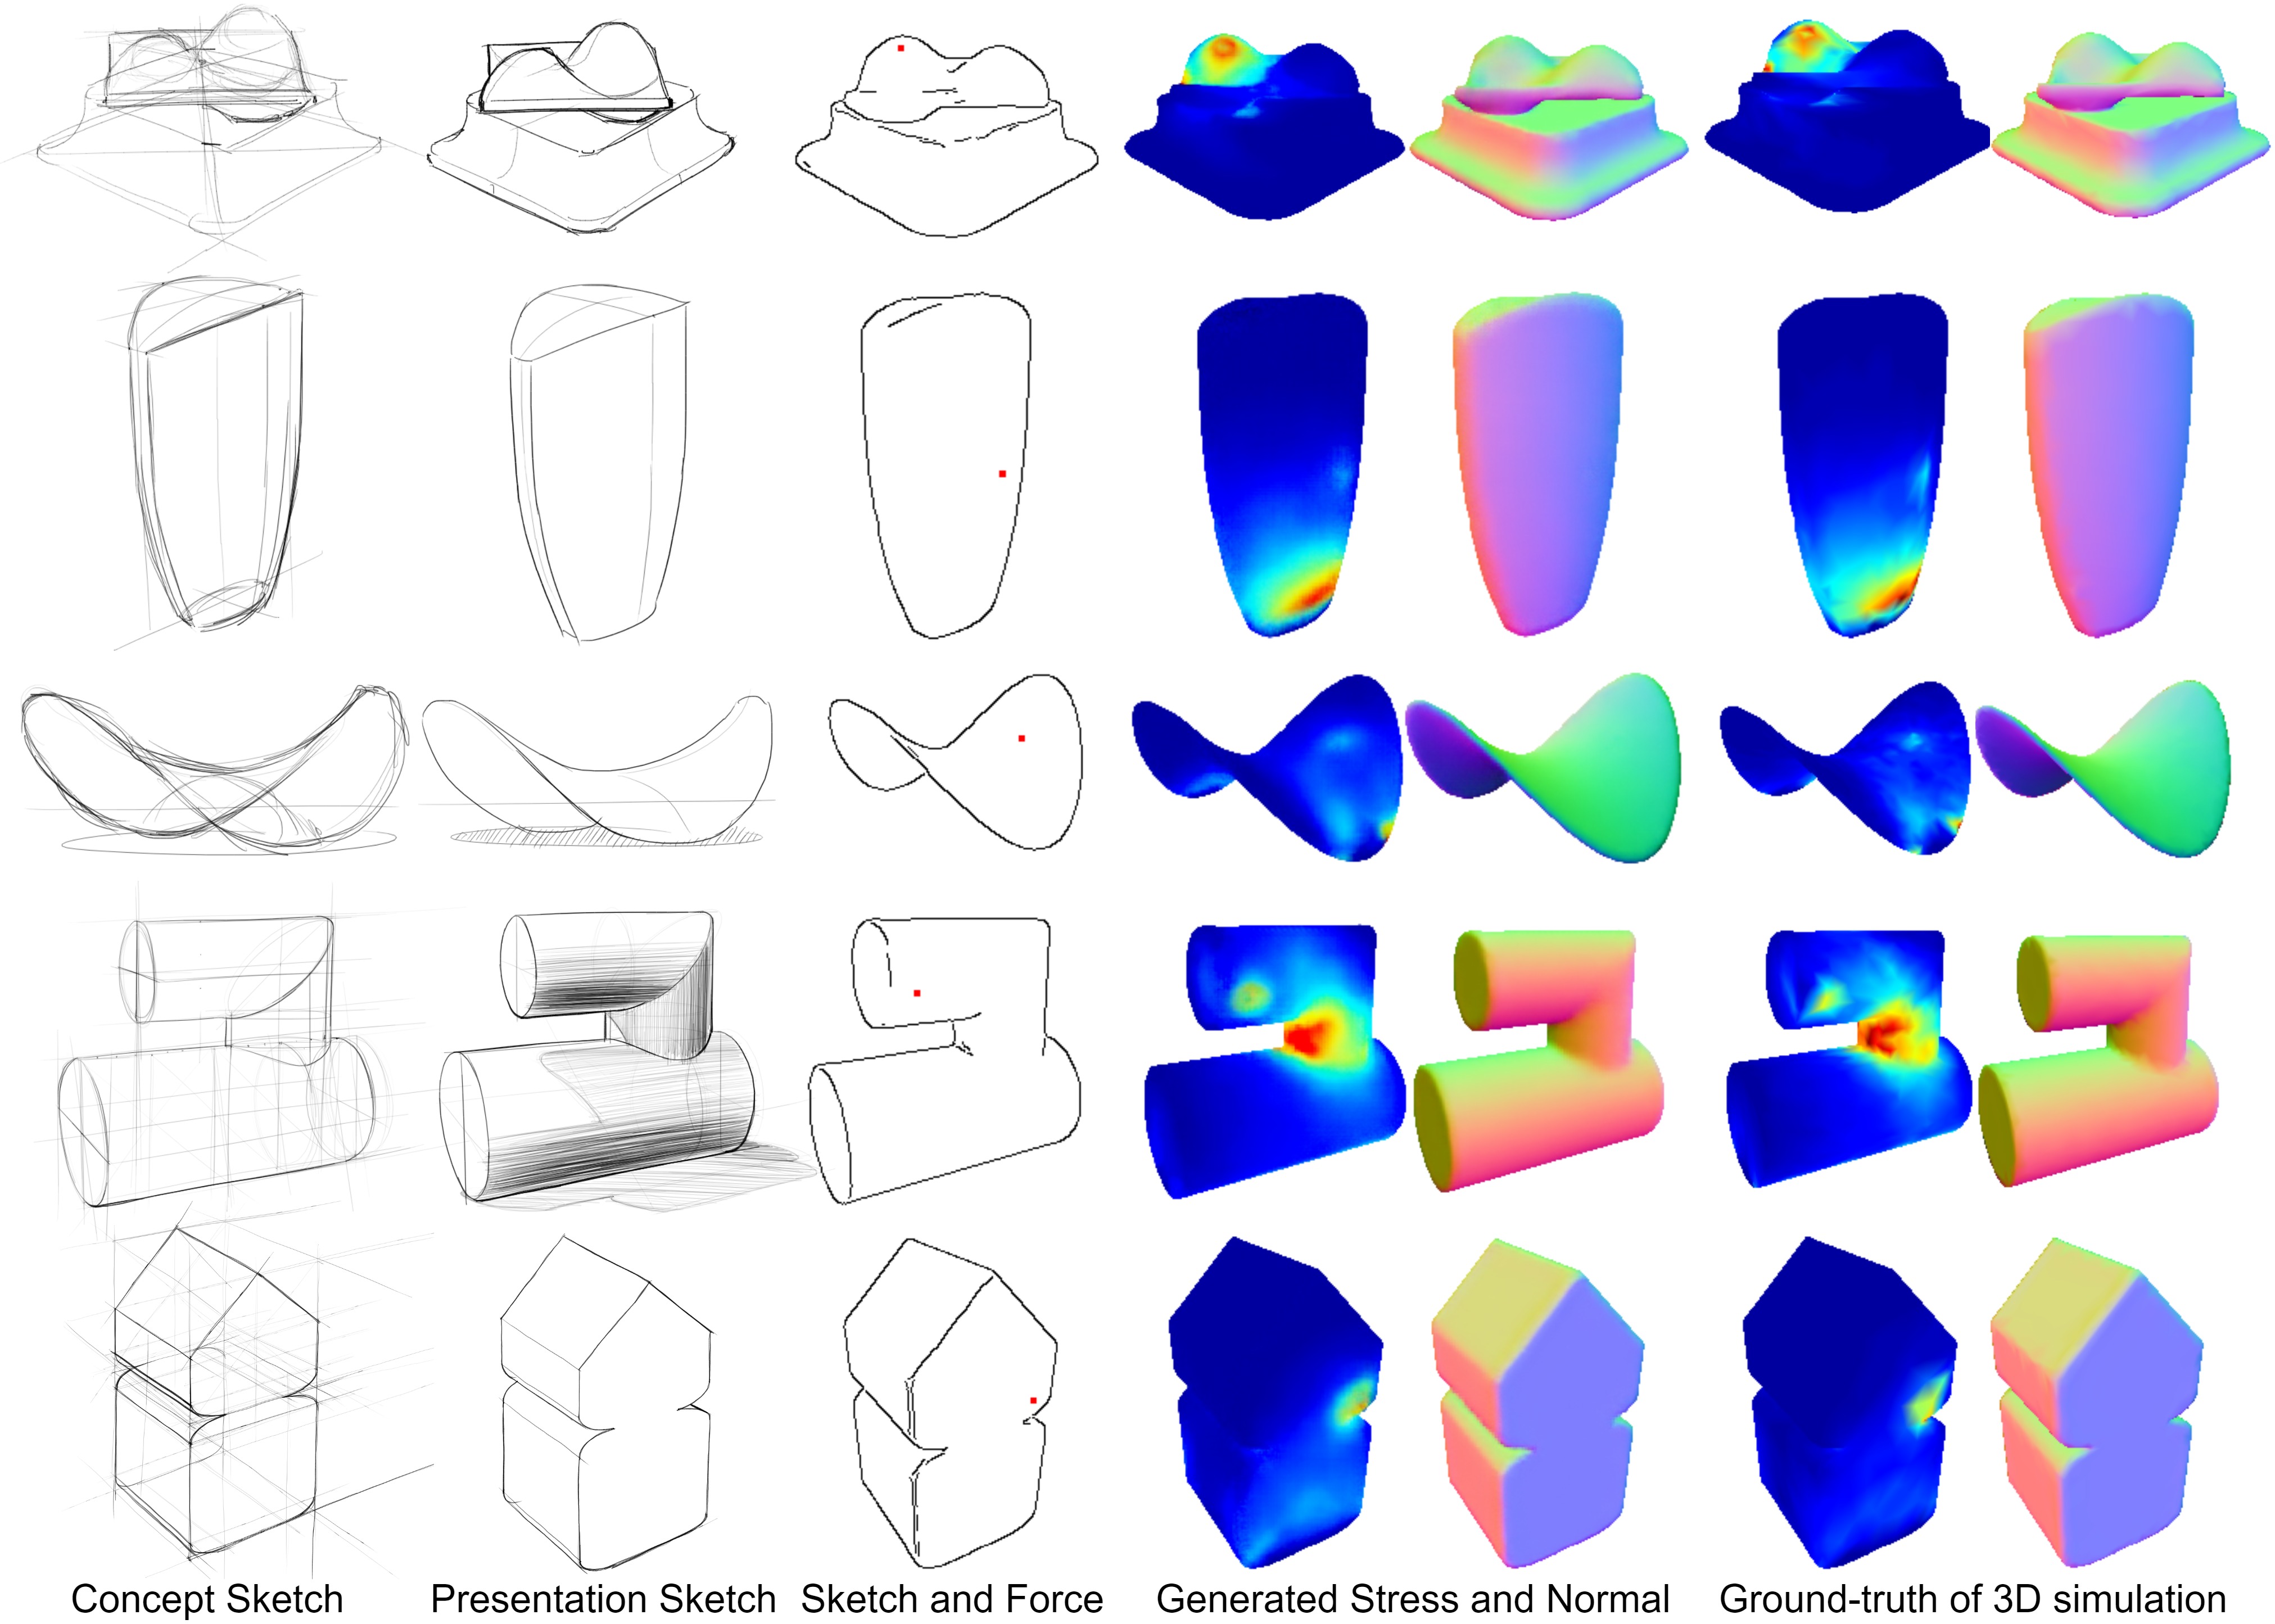 Concept Sketch
Presentation Sketch
Sketch and Force
Generated Stress and Normal
Ground-truth of 3D simulation